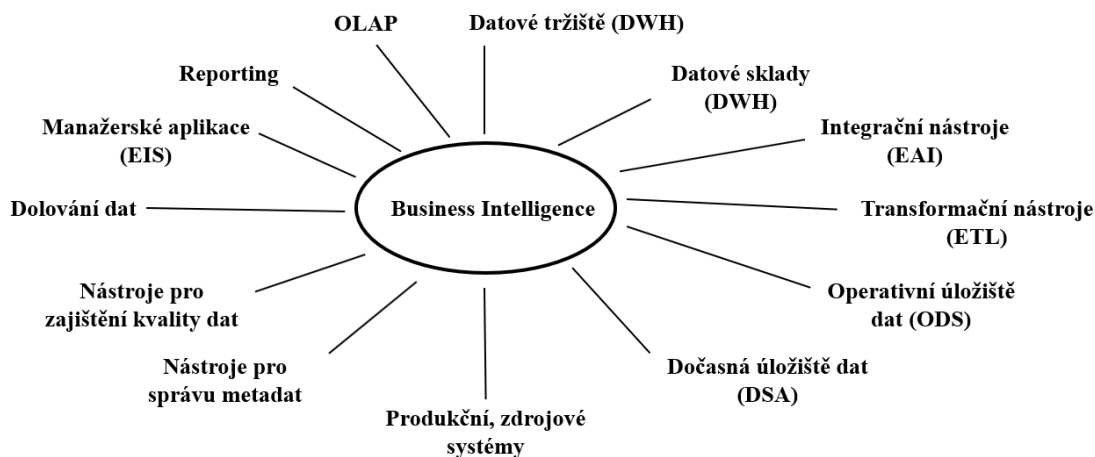 OLAP
Datové tržiště (DWH)
Reporting
Datové sklady
(DWH)
Manažerské aplikace
(EIS)
Integrační nástroje
(EAI)
Dolování dat
Business Intelligence
Transformační nástroje
(ETL)
Nástroje pro
zajištění kvality dat
Operativní úložiště
dat (ODS)
Nástroje pro
správu metadat
Dočasná úložiště dat
(DSA)
Produkční, zdrojové
systémy